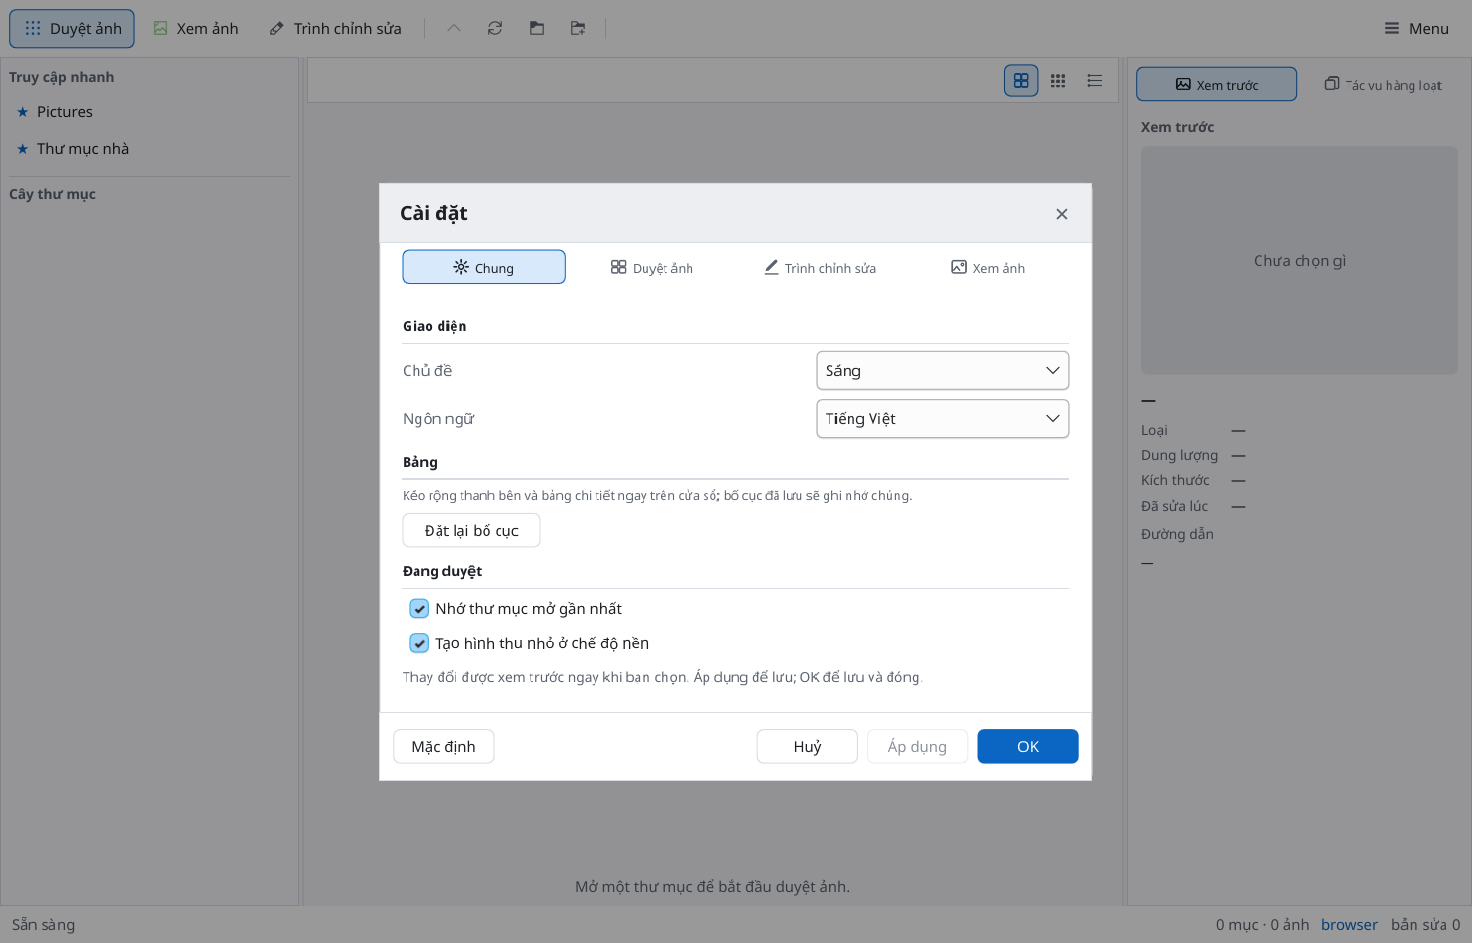 Duyệt ảnh Xem ảnh Trình chỉnh sửa Menu
Truy cập nhanh
Pictures
Thư mục nhà
Cây thư mục
Xem trước Tác vụ hàng loạt
Xem trước
Chưa chọn gì
—
Loại —
Dung lượng —
Kích thước —
Đã sửa lúc —
Đường dẫn
—
Cài đặt
Chung Duyệt ảnh Trình chỉnh sửa Xem ảnh
Giao diện
Chủ đề Sáng
Ngôn ngữ Tiếng Việt
Bảng
Kéo rộng thanh bên và bảng chi tiết ngay trên cửa sổ; bố cục đã lưu sẽ ghi nhớ chúng.
Đặt lại bố cục
Đang duyệt
Nhớ thư mục mở gần nhất
Tạo hình thu nhỏ ở chế độ nền
Thay đổi được xem trước ngay khi bạn chọn. Áp dụng để lưu; OK để lưu và đóng.
Mặc định Huỷ Áp dụng OK
Mở một thư mục để bắt đầu duyệt ảnh.
Sẵn sàng 0 mục · 0 ảnh browser bản sửa 0